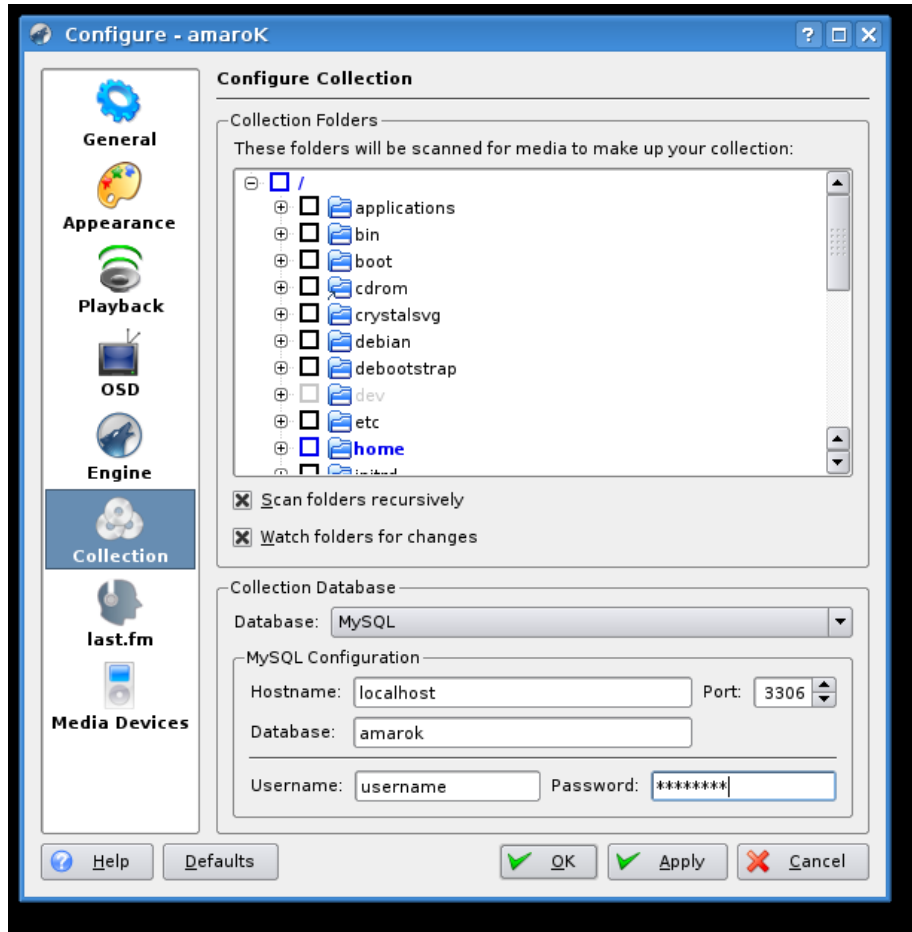 Configure - amaroK
General
Appearance
Playback
OSD
Engine
Collection
last.fm
Media Devices
Configure Collection
Collection Folders
These folders will be scanned for media to make up your collection:
/
applications
bin
boot
cdrom
crystalsvg
debian
debootstrap
dev
etc
home
initrd
Scan folders recursively
Watch folders for changes
Collection Database
Database: MySQL
MySQL Configuration
Hostname: localhost Port: 3306
Database: amarok
Username: username Password: ********
Help Defaults OK Apply Cancel